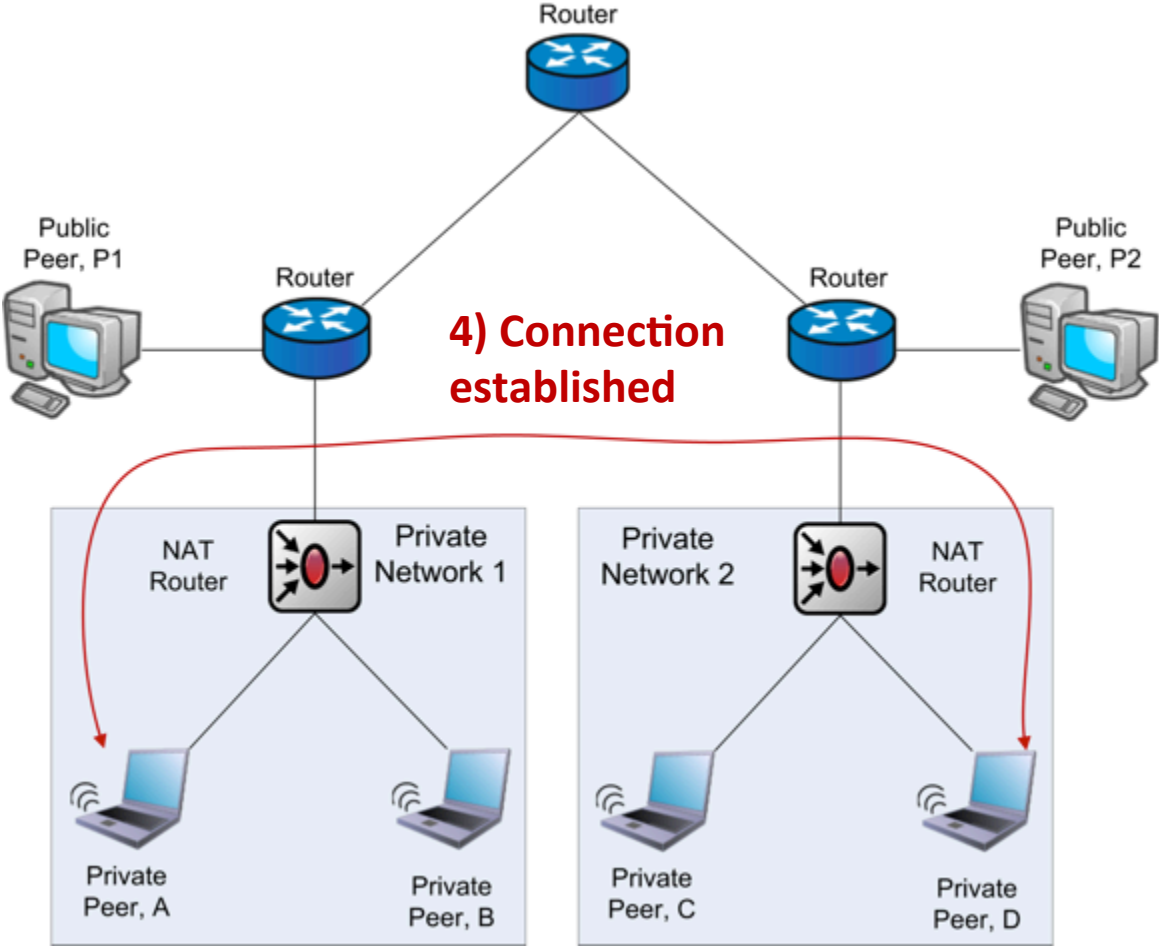 Router
Public
Peer, P1
Public
Peer, P2
Router
Router
4) Connection
established
NAT
Router
Private
Network 1
Private
Network 2
NAT
Router
Private
Peer, A
Private
Peer, B
Private
Peer, C
Private
Peer, D